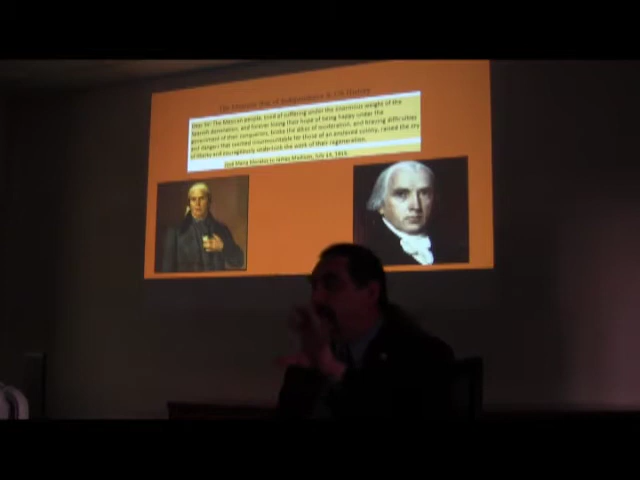 The Mexican War of Independence & US History
Dear Sir: The Mexican people, tired of suffering under the enormous weight of the
Spanish domination, and forever losing their hope of being happy under the
government of their conquerors, broke the dikes of moderation, and braving difficulties
and dangers that seemed insurmountable for those of an enslaved colony, raised the cry
of liberty and courageously undertook the work of their regeneration.
José María Morelos to James Madison, July 14, 1815